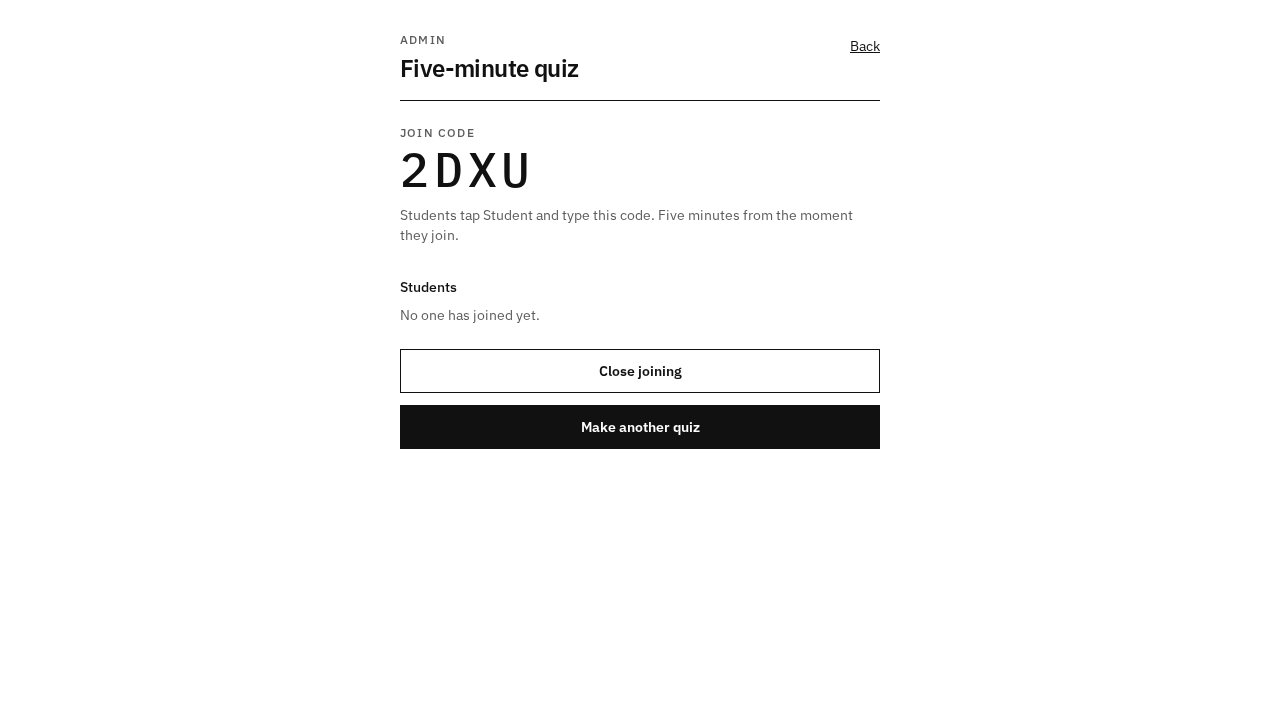 ADMIN
Five-minute quiz
Back
JOIN CODE
2DXU
Students tap Student and type this code. Five minutes from the moment
they join.
Students
No one has joined yet.
Close joining
Make another quiz